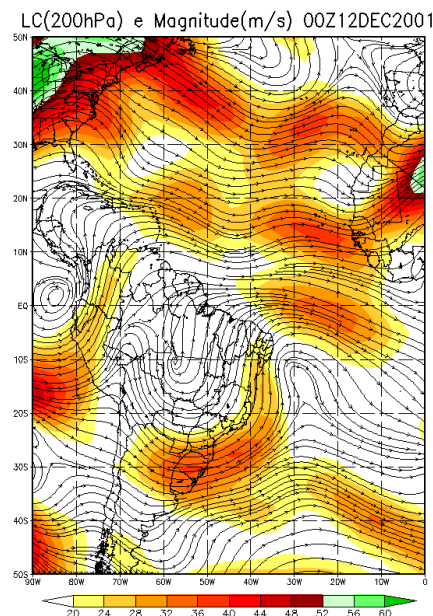 LC(200hPa) e Magnitude(m/s) 00Z12DEC2001
50N
40N
30N
20N
10N
EQ
10S
20S
30S
40S
50S
90W 80W 70W 60W 50W 40W 30W 20W 10W 0
20 24 28 32 36 40 44 48 52 56 60